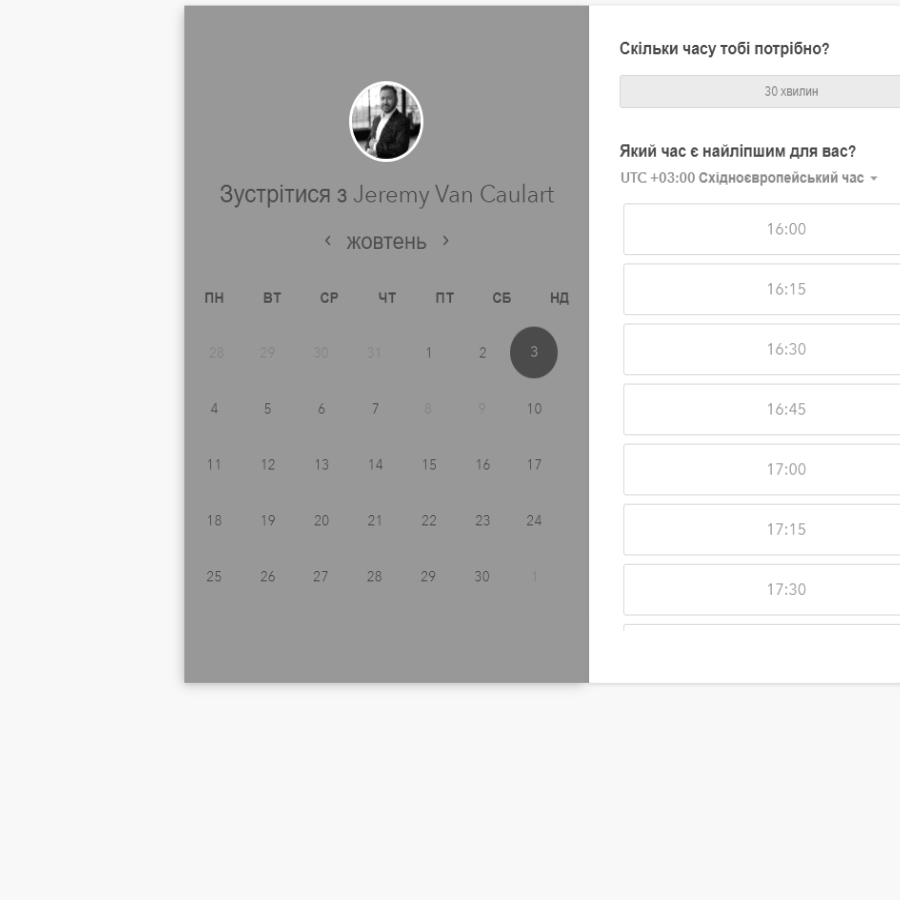 Зустрітися з Jeremy Van Caulart
‹ жовтень ›
ПН ВТ СР ЧТ ПТ СБ НД
28 29 30 31 1 2 3
4 5 6 7 8 9 10
11 12 13 14 15 16 17
18 19 20 21 22 23 24
25 26 27 28 29 30 1
Скільки часу тобі потрібно?
30 хвилин
Який час є найліпшим для вас?
UTC +03:00 Східноєвропейський час
16:00
16:15
16:30
16:45
17:00
17:15
17:30